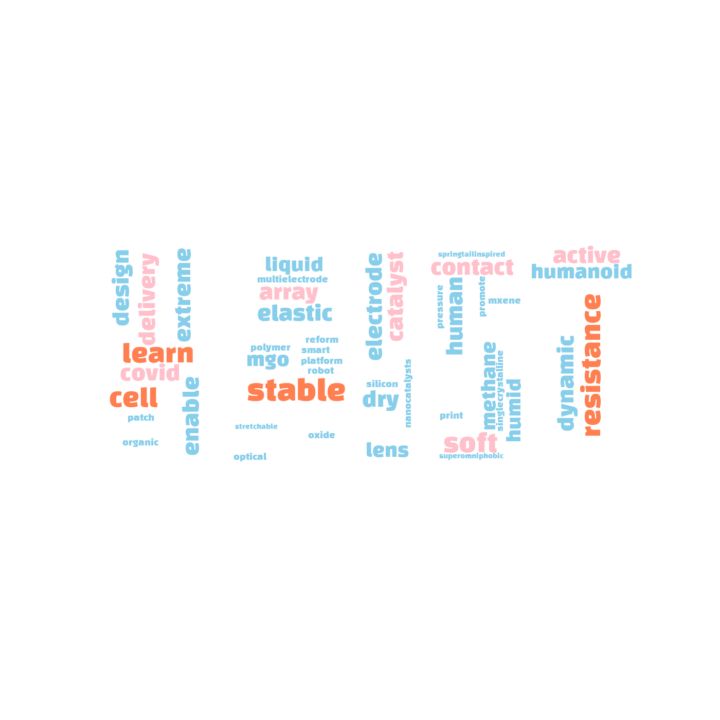 design
delivery
extreme
learn
covid
cell
enable
patch
organic
liquid
multielectrode
array
elastic
polymer
reform
smart
mgo
platform
robot
stable
stretchable
oxide
optical
electrode
catalyst
silicon
dry
nanocatalysts
lens
springtailinspired
contact
pressure
human
promote
mxene
methane
singlecrystalline
humid
print
soft
superomniphobic
active
humanoid
dynamic
resistance